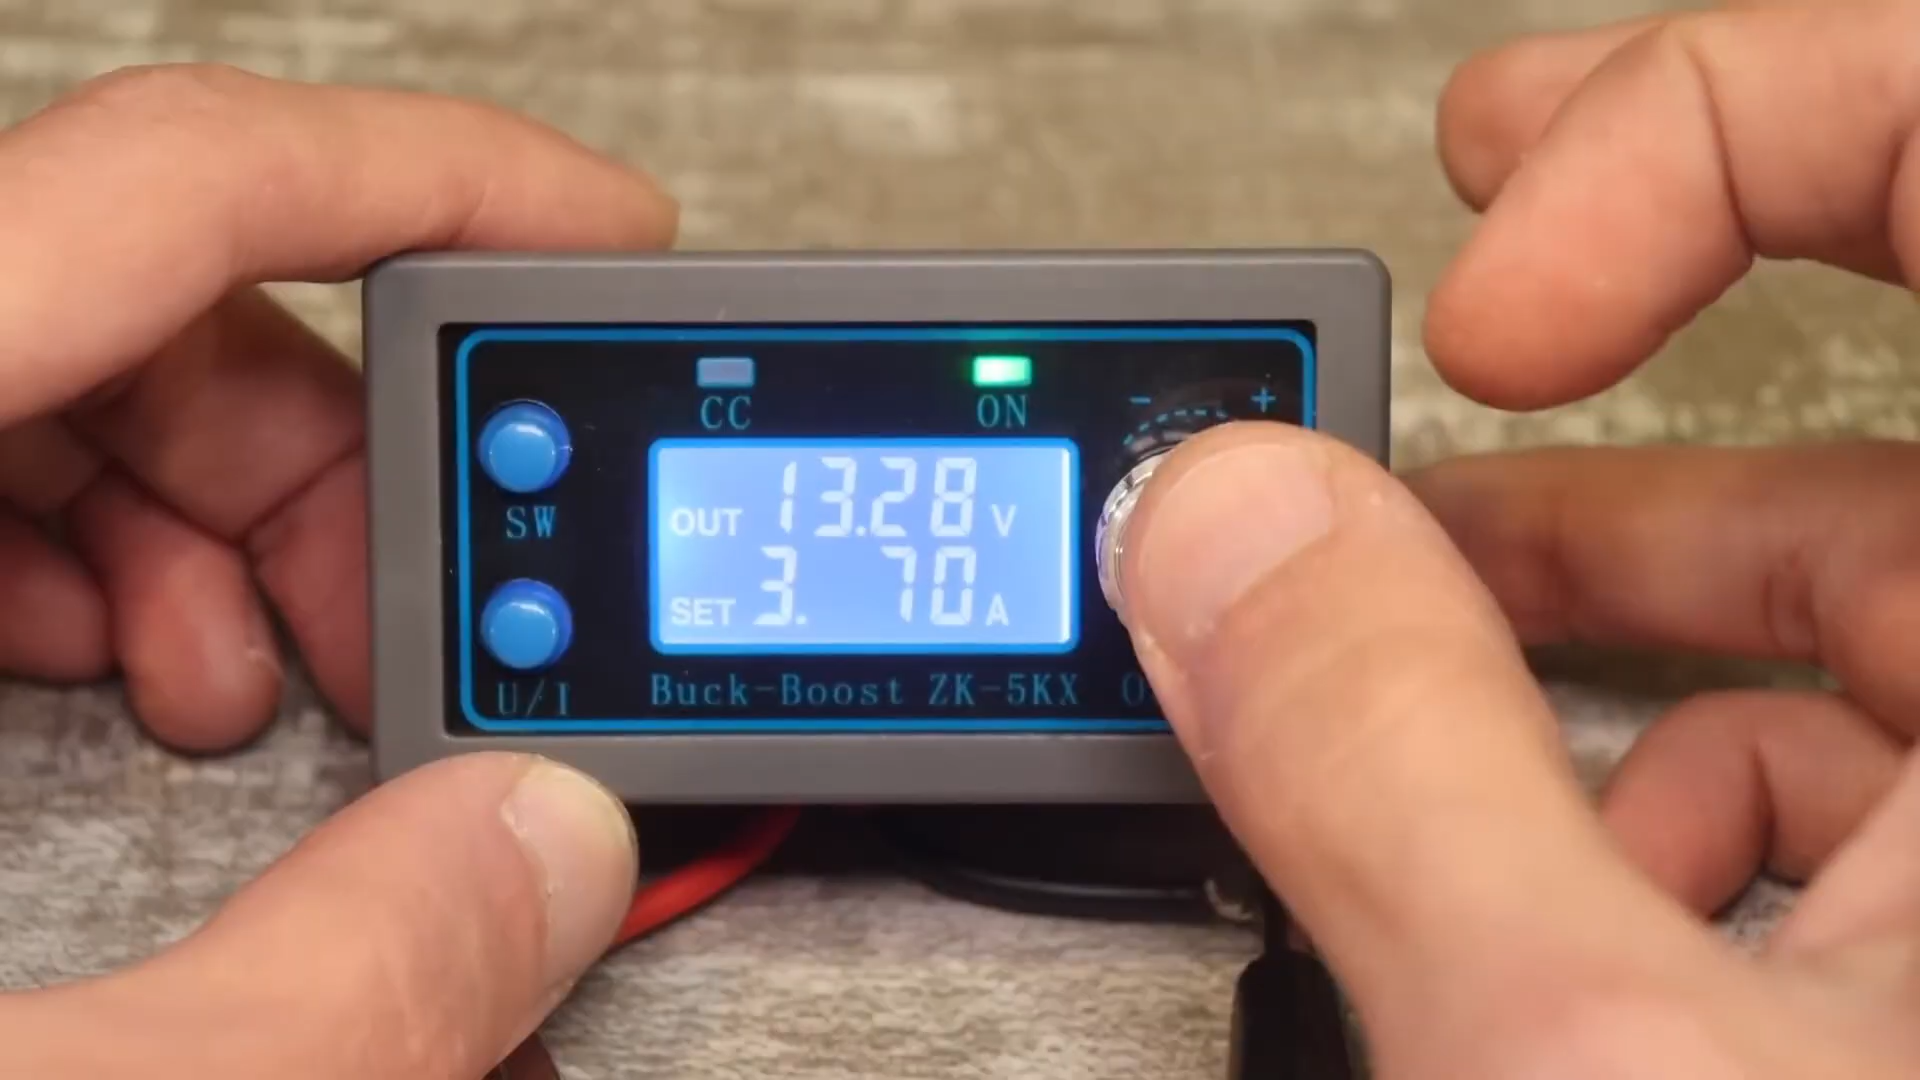 CC ON
- +
SW
OUT 13.28 V
SET 3. 70 A
U/I
Buck-Boost ZK-5KX